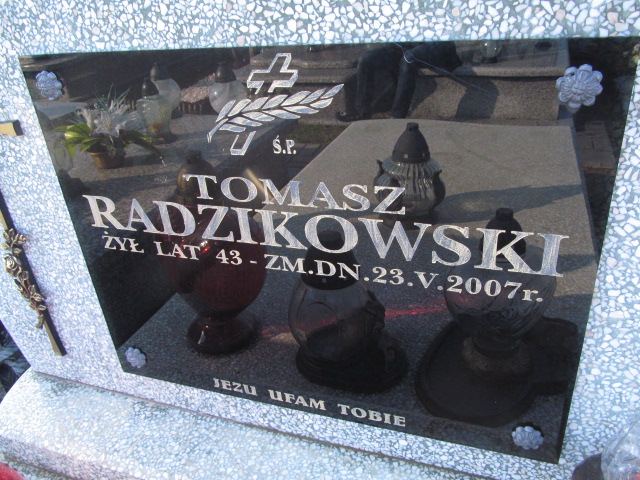 Ś.P.
TOMASZ
RADZIKOWSKI
ŻYŁ LAT 43 - ZM.DN.23.V.2007r.
JEZU UFAM TOBIE